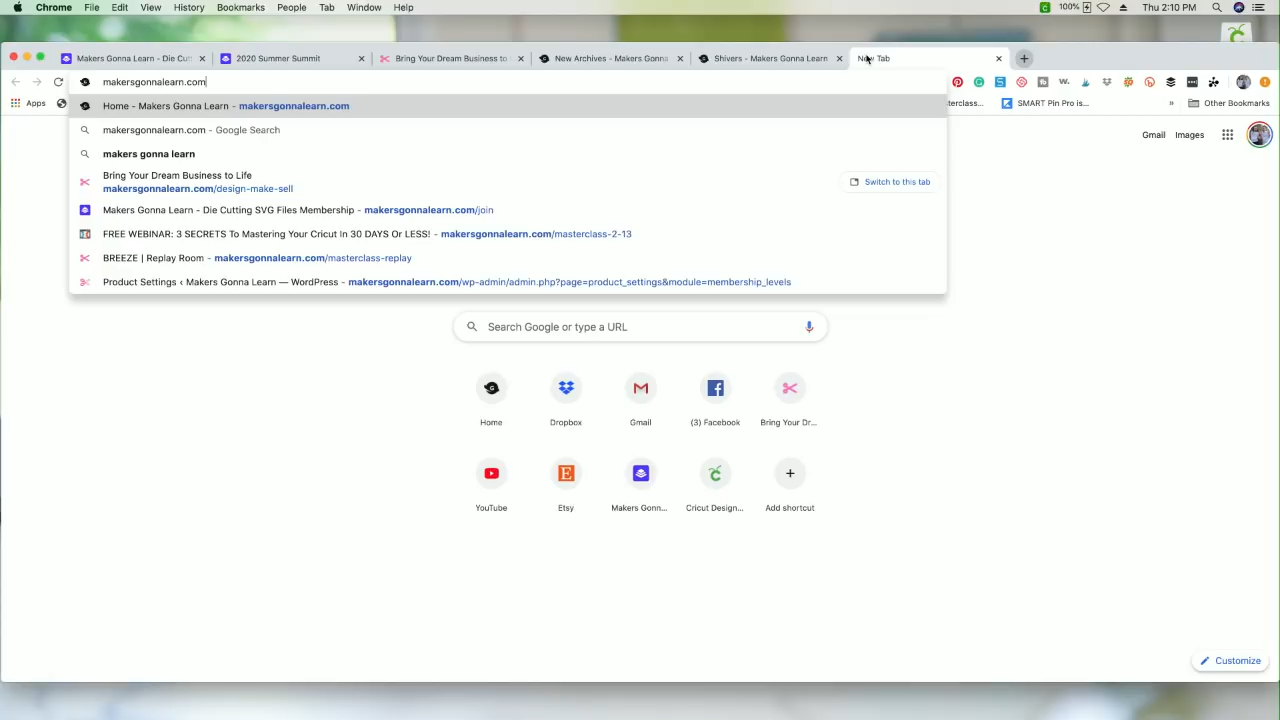 Chrome File Edit View History Bookmarks People Tab Window Help 100% Thu 2:10 PM
Makers Gonna Learn - Die Cut 2020 Summer Summit Bring Your Dream Business to New Archives - Makers Gonna Shivers - Makers Gonna Learn New Tab
makersgonnalearn.com
Apps SMART Pin Pro is... » Other Bookmarks
Home - Makers Gonna Learn - makersgonnalearn.com
makersgonnalearn.com - Google Search
Gmail Images
makers gonna learn
Bring Your Dream Business to Life
makersgonnalearn.com/design-make-sell
Switch to this tab
Makers Gonna Learn - Die Cutting SVG Files Membership - makersgonnalearn.com/join
FREE WEBINAR: 3 SECRETS To Mastering Your Cricut In 30 DAYS Or LESS! - makersgonnalearn.com/masterclass-2-13
BREEZE | Replay Room - makersgonnalearn.com/masterclass-replay
Product Settings ‹ Makers Gonna Learn — WordPress - makersgonnalearn.com/wp-admin/admin.php?page=product_settings&module=membership_levels
Search Google or type a URL
Home Dropbox Gmail (3) Facebook Bring Your Dr...
YouTube Etsy Makers Gonn... Cricut Design... Add shortcut
Customize